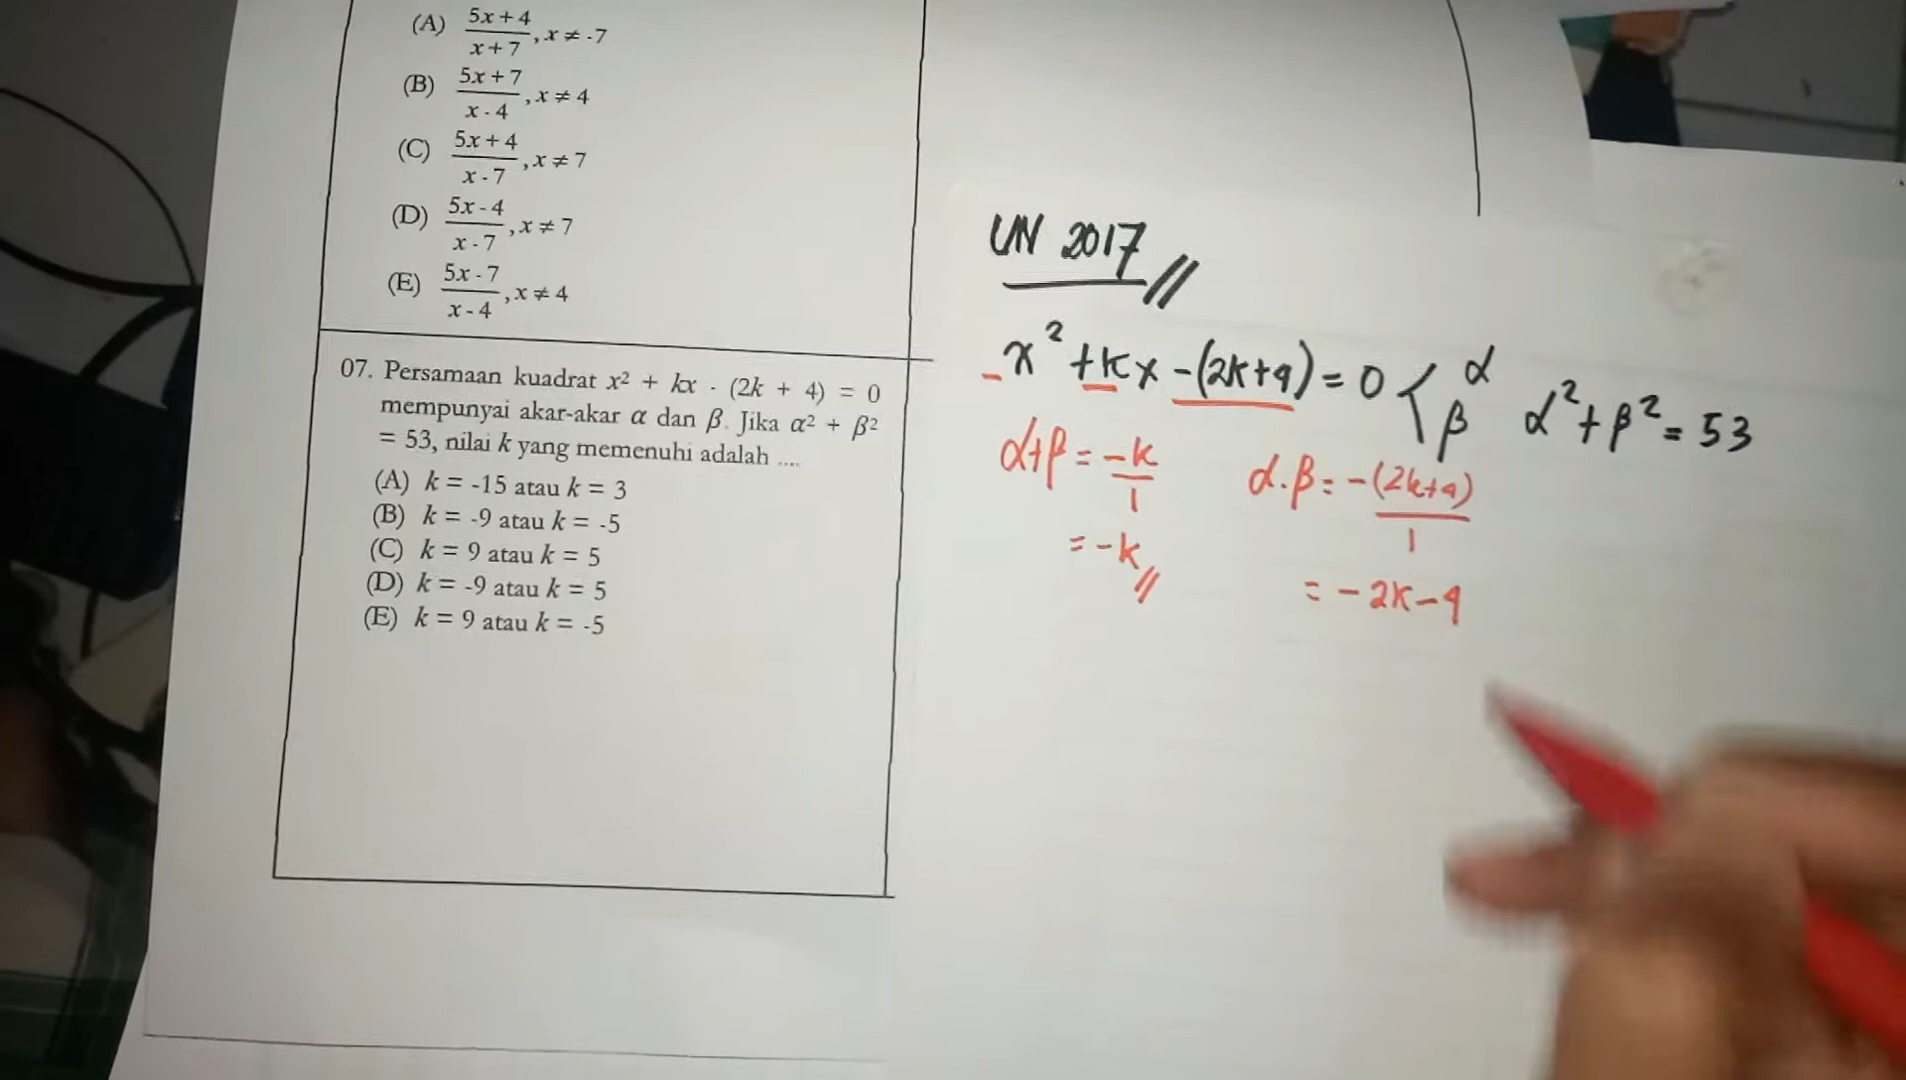 (A) 5x + 4 / x + 7 , x ≠ -7
(B) 5x + 7 / x - 4 , x ≠ 4
(C) 5x + 4 / x - 7 , x ≠ 7
(D) 5x - 4 / x - 7 , x ≠ 7
(E) 5x - 7 / x - 4 , x ≠ 4
07. Persamaan kuadrat x² + kx - (2k + 4) = 0
mempunyai akar-akar α dan β. Jika α² + β²
= 53, nilai k yang memenuhi adalah ....
(A) k = -15 atau k = 3
(B) k = -9 atau k = -5
(C) k = 9 atau k = 5
(D) k = -9 atau k = 5
(E) k = 9 atau k = -5
UN 2017
x² + kx - (2k+4) = 0 < α β α² + β² = 53
α+β = -k / 1
= -k
α.β = -(2k+4) / 1
= -2k-4